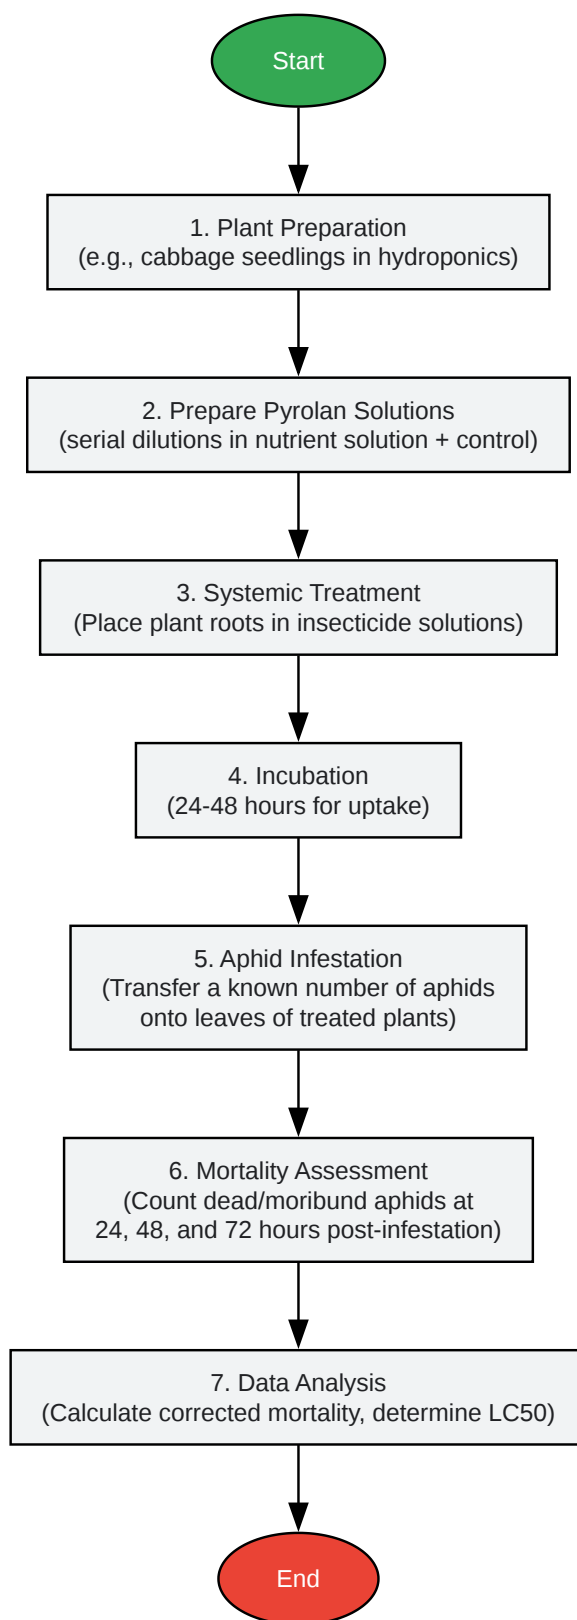 Start
1. Plant Preparation
(e.g., cabbage seedlings in hydroponics)
2. Prepare Pyrolan Solutions
(serial dilutions in nutrient solution + control)
3. Systemic Treatment
(Place plant roots in insecticide solutions)
4. Incubation
(24-48 hours for uptake)
5. Aphid Infestation
(Transfer a known number of aphids
onto leaves of treated plants)
6. Mortality Assessment
(Count dead/moribund aphids at
24, 48, and 72 hours post-infestation)
7. Data Analysis
(Calculate corrected mortality, determine LC50)
End